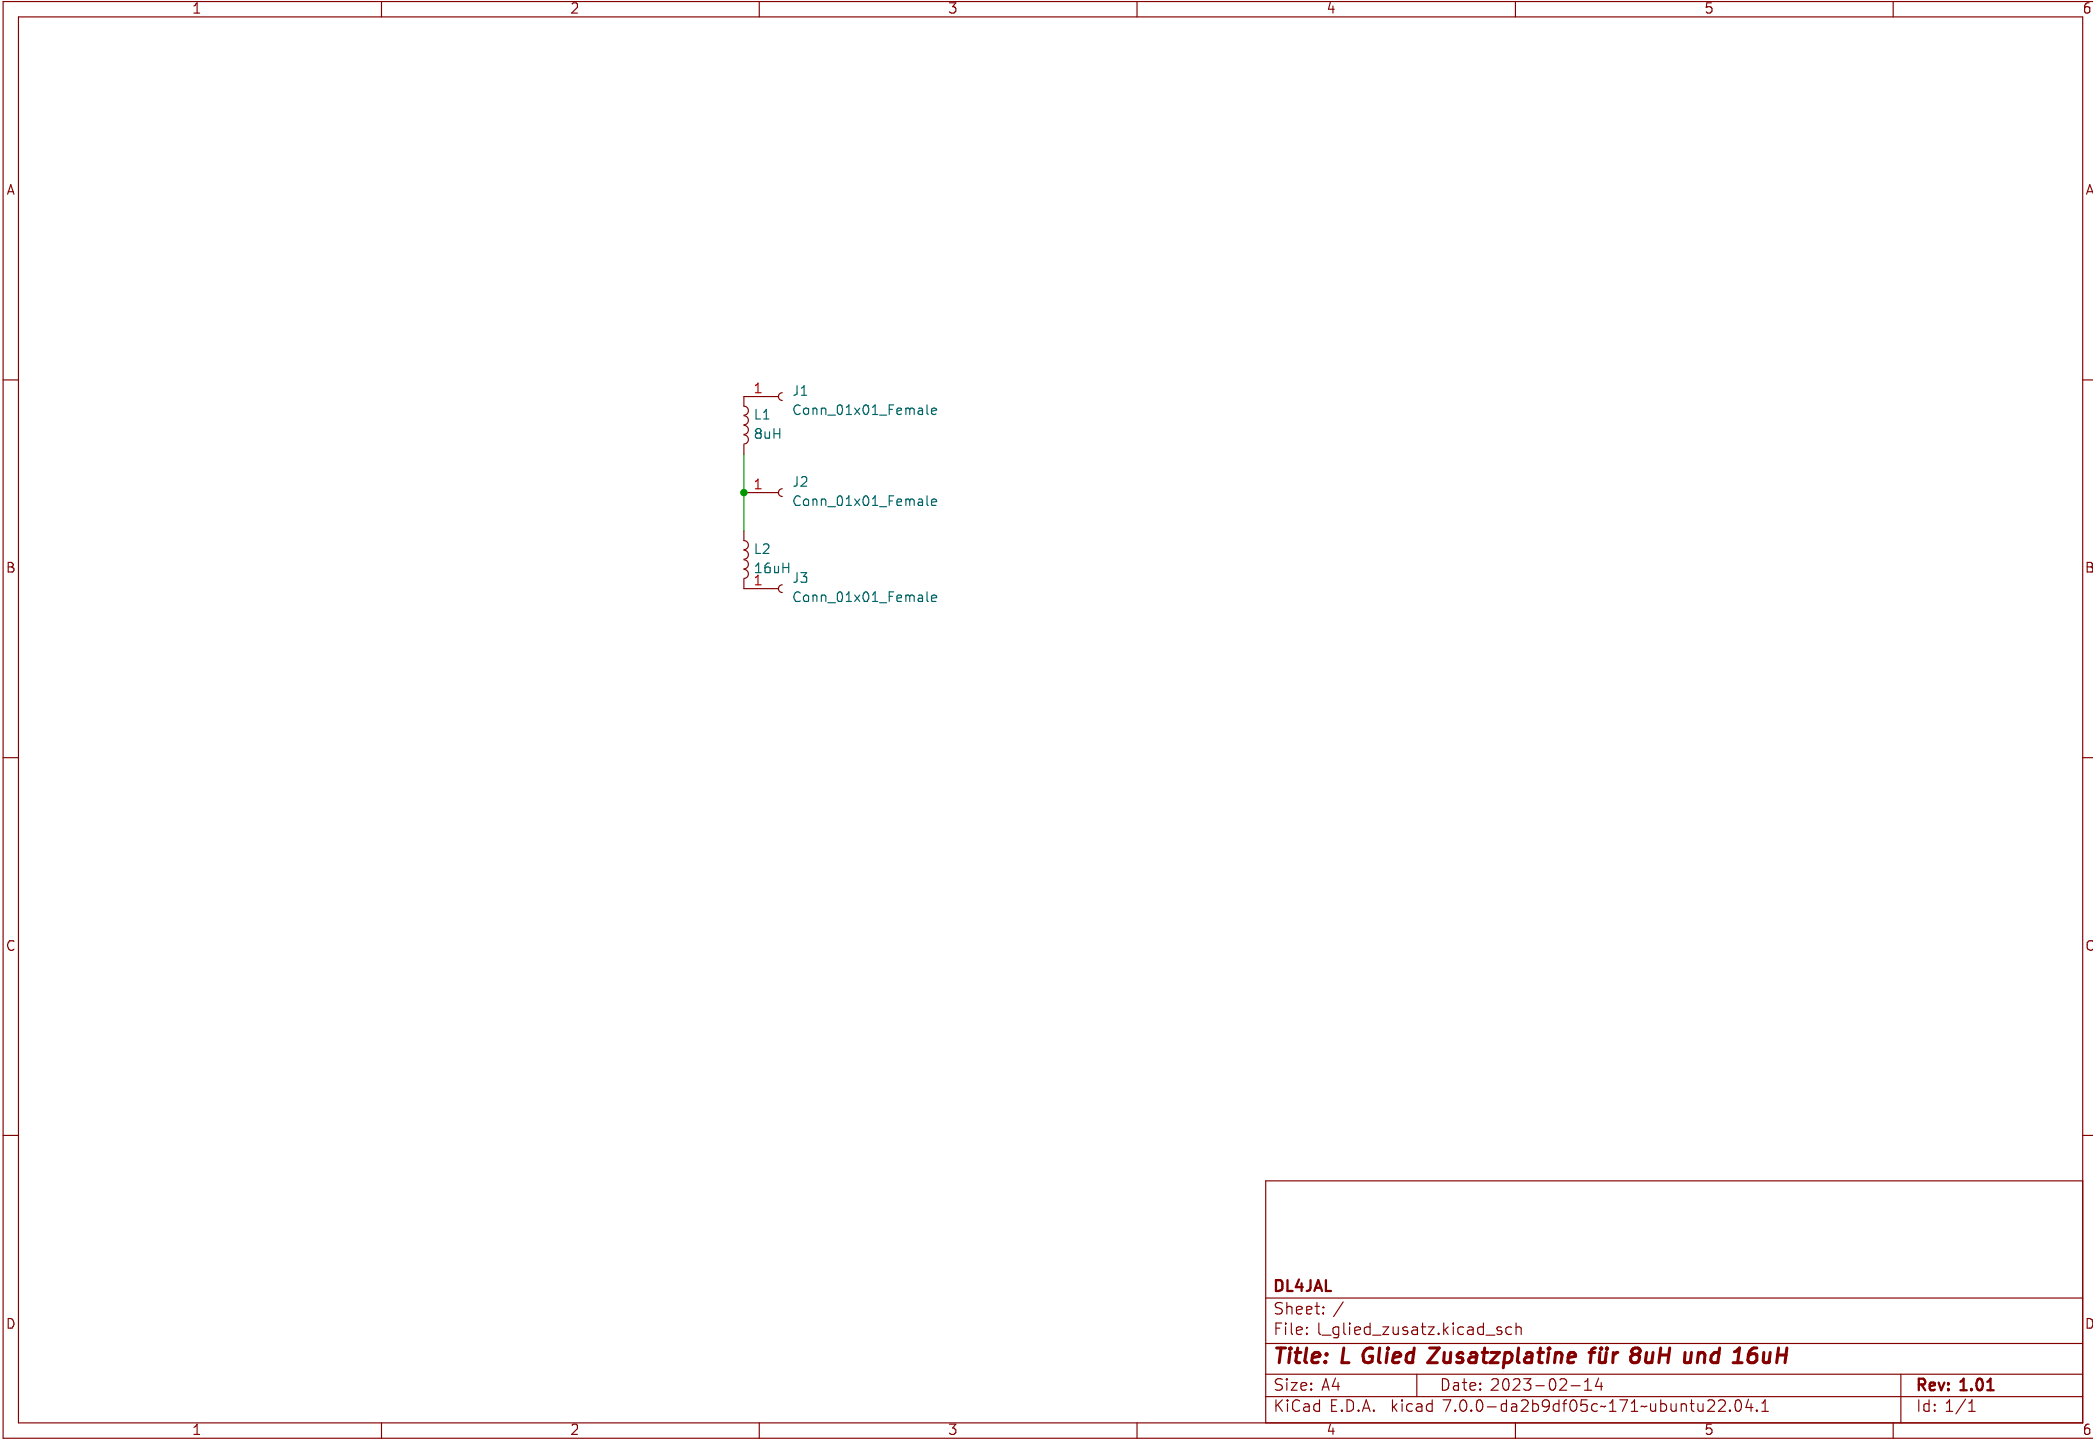 1 2 3 4 5 6
A A
1 J1
Conn_01x01_Female
L1
8uH
1 J2
Conn_01x01_Female
L2
B B
16uH
1 J3
Conn_01x01_Female
C C
DL4JAL
Sheet: /
D D
File: l_glied_zusatz.kicad_sch
Title: L Glied Zusatzplatine für 8uH und 16uH
Size: A4 Date: 2023-02-14 Rev: 1.01
KiCad E.D.A. kicad 7.0.0-da2b9df05c~171~ubuntu22.04.1 Id: 1/1
1 2 3 4 5 6